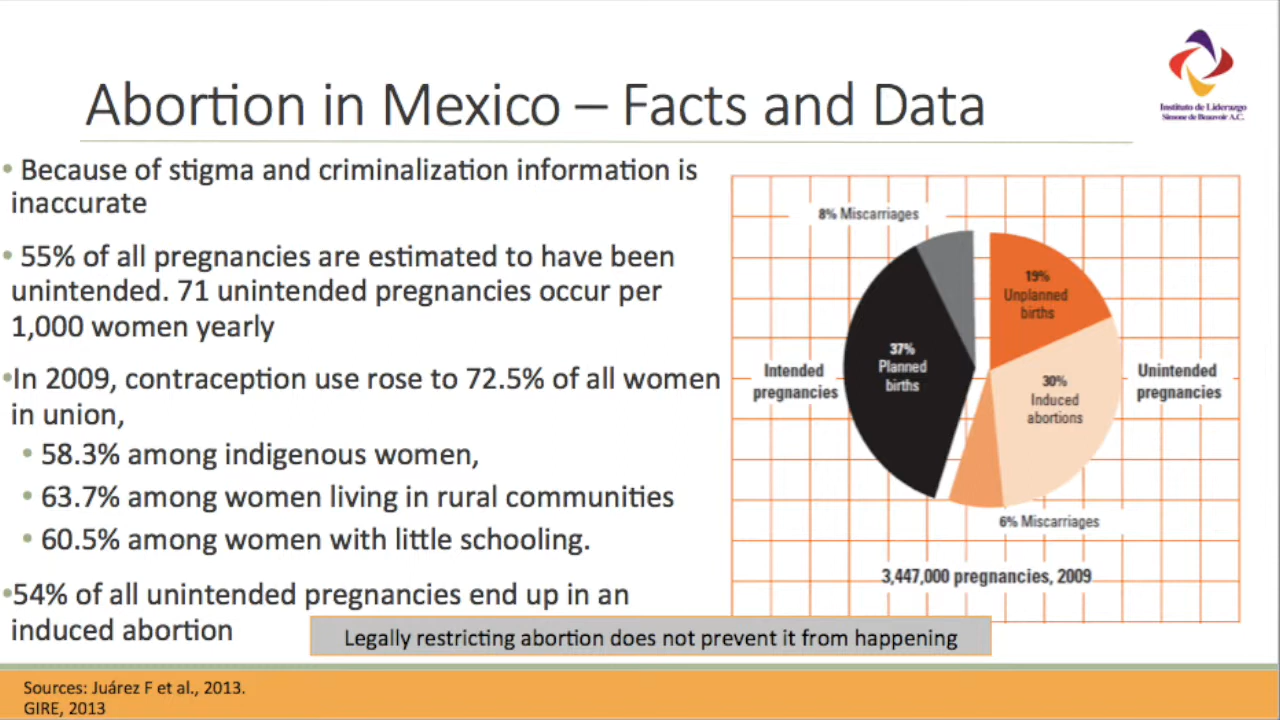 Instituto de Liderazgo
Simone de Beauvoir A.C.
Abortion in Mexico – Facts and Data
• Because of stigma and criminalization information is
inaccurate
• 55% of all pregnancies are estimated to have been
unintended. 71 unintended pregnancies occur per
1,000 women yearly
•In 2009, contraception use rose to 72.5% of all women
in union,
• 58.3% among indigenous women,
• 63.7% among women living in rural communities
• 60.5% among women with little schooling.
•54% of all unintended pregnancies end up in an
induced abortion
8% Miscarriages
19%
Unplanned
births
37%
Planned
births
Intended
pregnancies
30%
Induced
abortions
Unintended
pregnancies
6% Miscarriages
3,447,000 pregnancies, 2009
Legally restricting abortion does not prevent it from happening
Sources: Juárez F et al., 2013.
GIRE, 2013